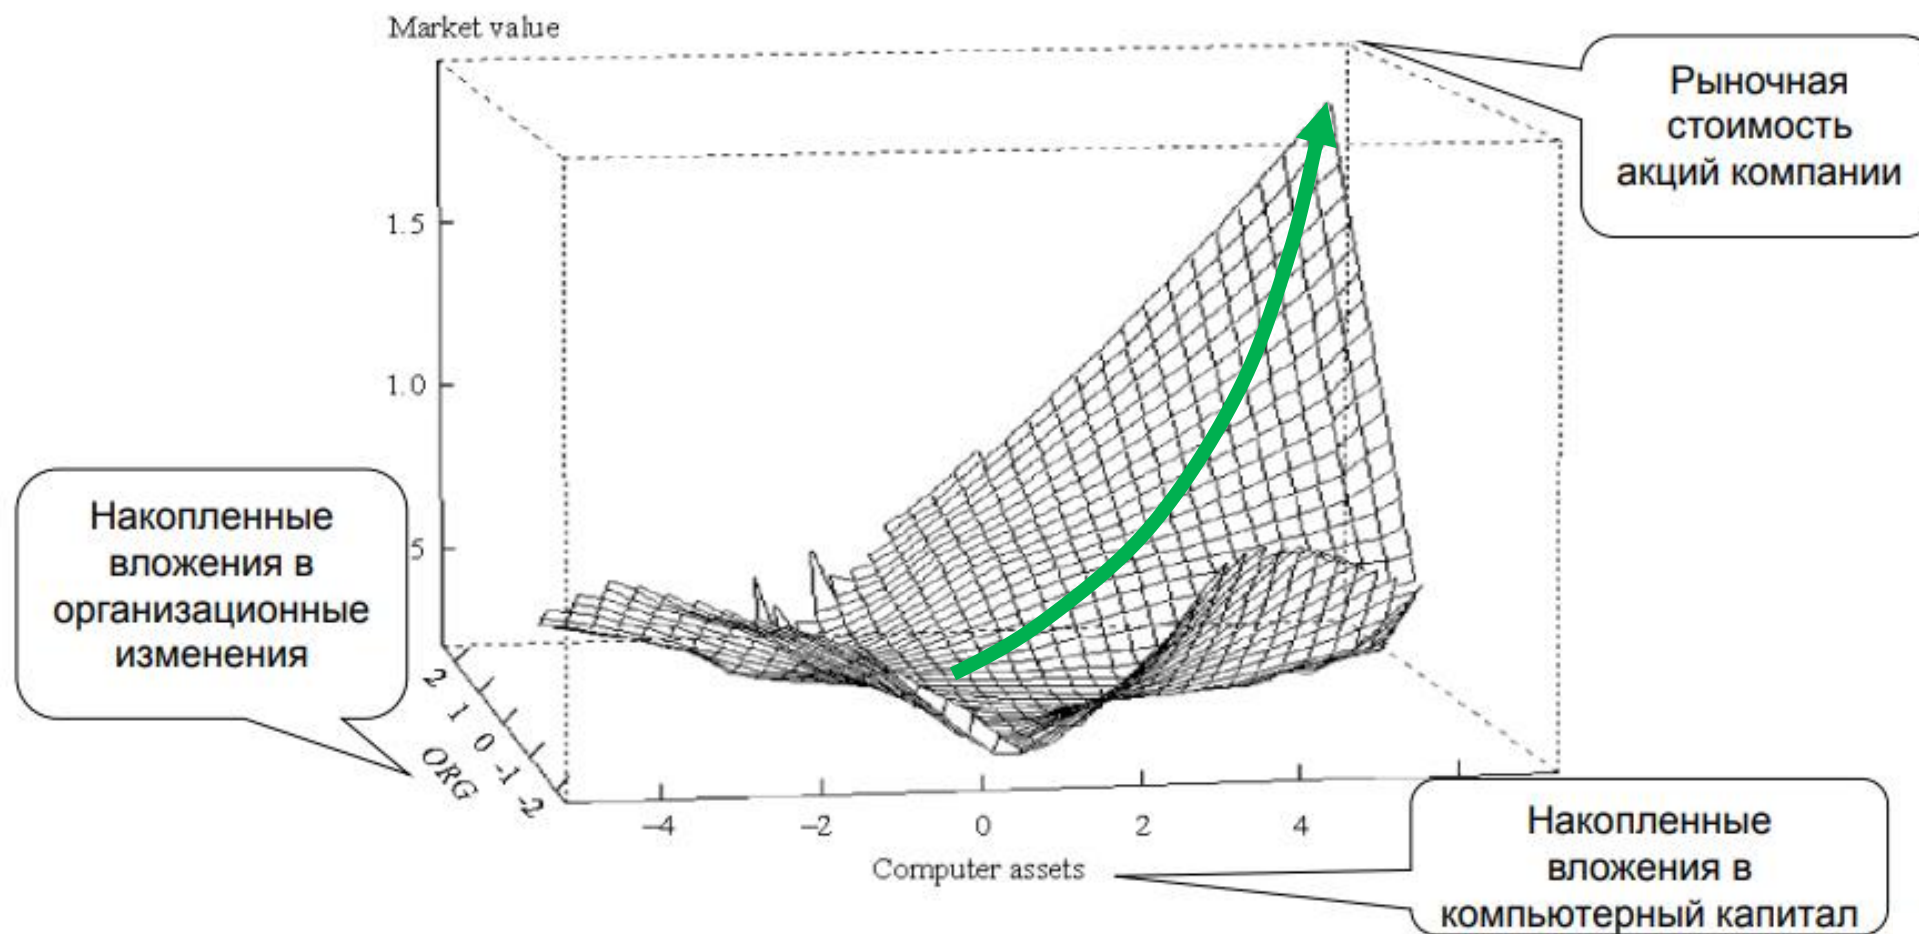 Market value
Рыночная
стоимость
акций компании
1.5
1.0
5
Накопленные
вложения в
организационные
изменения
2
1
0
-1
-2
ORG
−4
−2
0
2
4
Computer assets
Накопленные
вложения в
компьютерный капитал